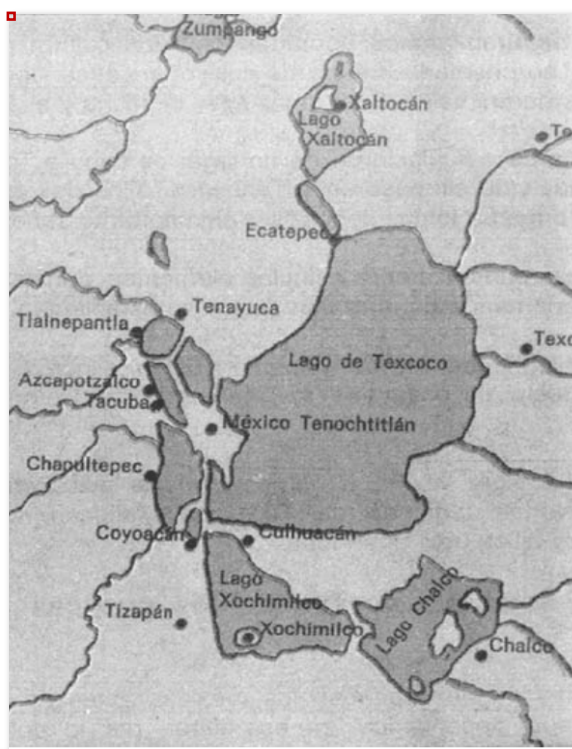 Zumpango
Xaltocán
Lago
Xaltocán
Ecatepec
Tenayuca
Tlalnepantla
Lago de Texcoco
Azcapotzalco
Tacuba
México Tenochtitlán
Chapultepec
Coyoacán
Culhuacán
Lago
Xochimilco
Tizapán
Xochimilco
Lago Chalco
Chalco